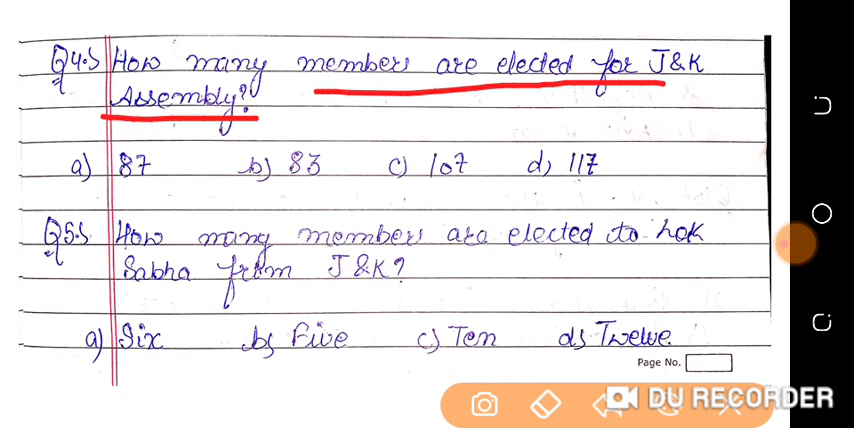 Q4.) How many members are elected for J&K
Assembly?
a) 87 b) 83 c) 107 d) 117
Q5.) How many members are elected to Lok
Sabha from J&K?
a) Six b) Five c) Ten d) Twelve
Page No.
DU RECORDER